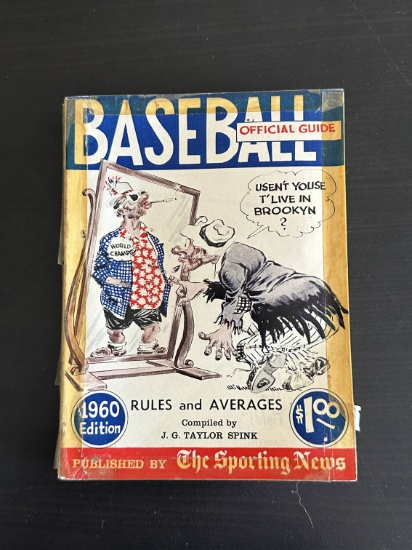 BASEBALL
OFFICIAL GUIDE
USEN'T YOUSE
T'LIVE IN
BROOKYN
?
WORLD
CHAMPS
RULES and AVERAGES
Compiled by
J. G. TAYLOR SPINK
1960
Edition
$1.00
PUBLISHED BY The Sporting News